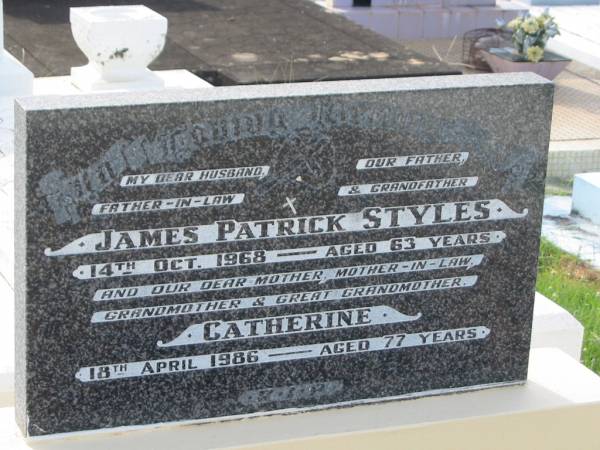 MY DEAR HUSBAND, OUR FATHER,
FATHER-IN-LAW & GRANDFATHER
JAMES PATRICK STYLES
14TH OCT. 1968 — AGED 63 YEARS
AND OUR DEAR MOTHER, MOTHER-IN-LAW,
GRANDMOTHER & GREAT GRANDMOTHER.
CATHERINE
18TH APRIL 1986 — AGED 77 YEARS